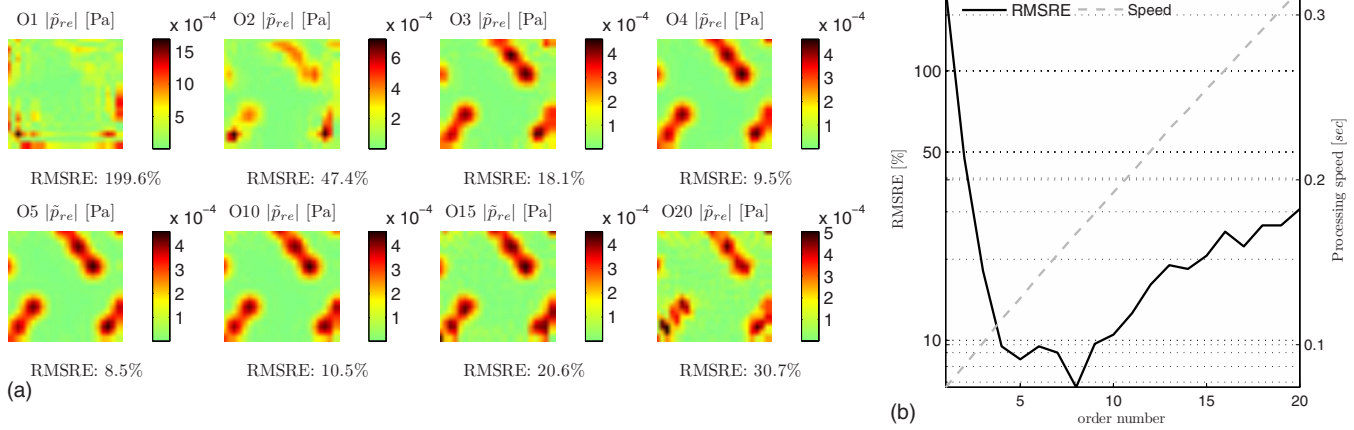 O1 |p̃re| [Pa]
x 10⁻⁴
15
10
5
RMSRE: 199.6%
O2 |p̃re| [Pa]
x 10⁻⁴
6
4
2
RMSRE: 47.4%
O3 |p̃re| [Pa]
x 10⁻⁴
4
3
2
1
RMSRE: 18.1%
O4 |p̃re| [Pa]
x 10⁻⁴
4
3
2
1
RMSRE: 9.5%
O5 |p̃re| [Pa]
x 10⁻⁴
4
3
2
1
RMSRE: 8.5%
O10 |p̃re| [Pa]
x 10⁻⁴
4
3
2
1
RMSRE: 10.5%
O15 |p̃re| [Pa]
x 10⁻⁴
4
3
2
1
RMSRE: 20.6%
O20 |p̃re| [Pa]
x 10⁻⁴
5
4
3
2
1
RMSRE: 30.7%
(a)
RMSRE
Speed
100
50
10
RMSRE [%]
0.3
0.2
0.1
Processing speed [sec]
5
10
15
20
order number
(b)